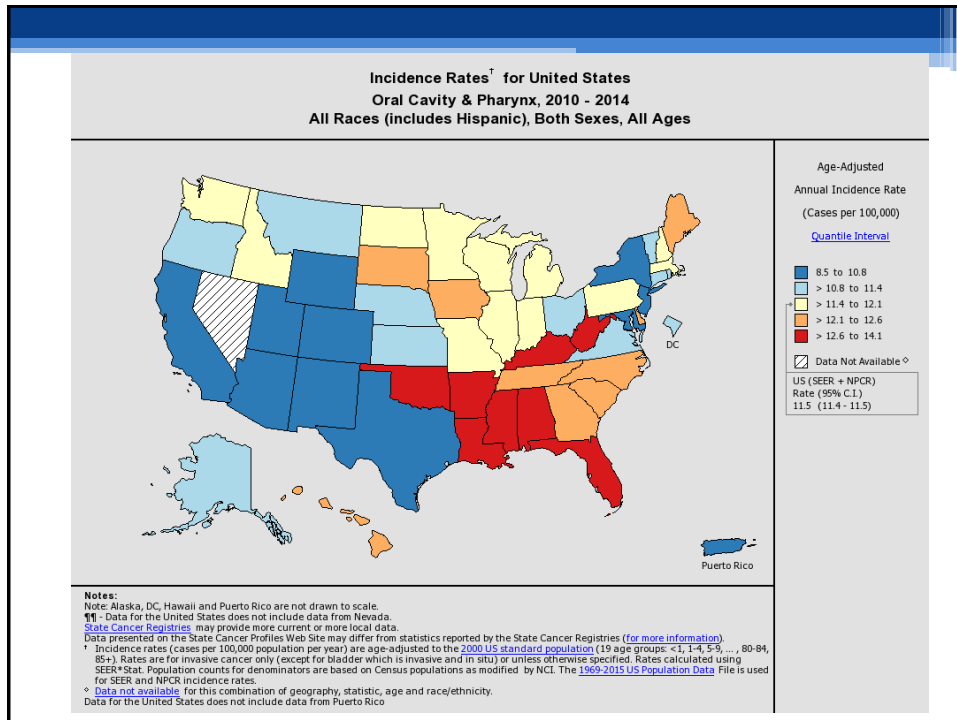 Incidence Rates† for United States
Oral Cavity & Pharynx, 2010 - 2014
All Races (includes Hispanic), Both Sexes, All Ages
Age-Adjusted
Annual Incidence Rate
(Cases per 100,000)
Quantile Interval
8.5 to 10.8
> 10.8 to 11.4
> 11.4 to 12.1
> 12.1 to 12.6
> 12.6 to 14.1
Data Not Available ◇
US (SEER + NPCR)
Rate (95% C.I.)
11.5 (11.4 - 11.5)
DC
Puerto Rico
Notes:
Note: Alaska, DC, Hawaii and Puerto Rico are not drawn to scale.
¶¶ - Data for the United States does not include data from Nevada.
State Cancer Registries may provide more current or more local data.
Data presented on the State Cancer Profiles Web Site may differ from statistics reported by the State Cancer Registries (for more information).
† Incidence rates (cases per 100,000 population per year) are age-adjusted to the 2000 US standard population (19 age groups: <1, 1-4, 5-9, ... , 80-84,
85+). Rates are for invasive cancer only (except for bladder which is invasive and in situ) or unless otherwise specified. Rates calculated using
SEER*Stat. Population counts for denominators are based on Census populations as modified by NCI. The 1969-2015 US Population Data File is used
for SEER and NPCR incidence rates.
◇ Data not available for this combination of geography, statistic, age and race/ethnicity.
Data for the United States does not include data from Puerto Rico